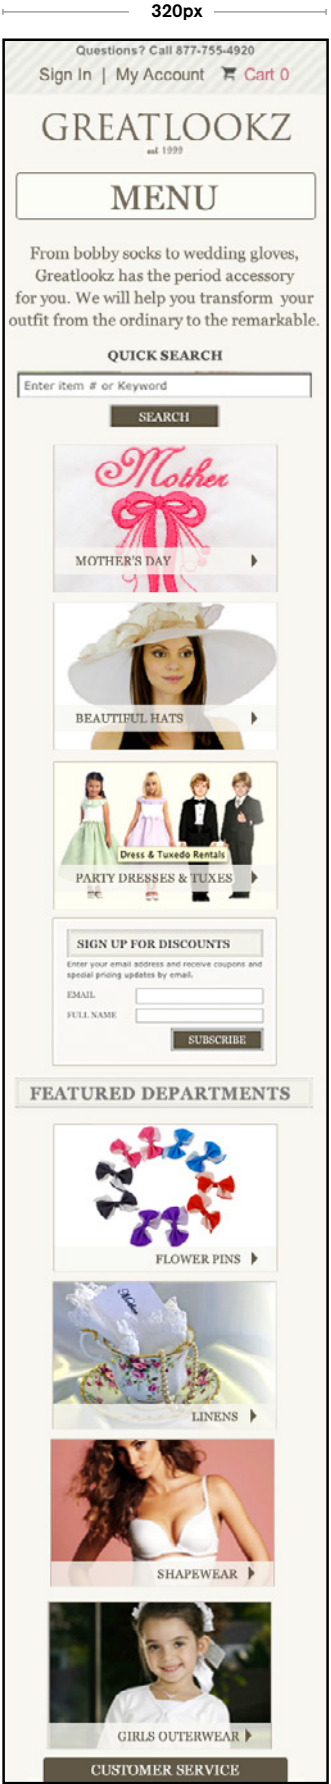 320px
Questions? Call 877-755-4920
Sign In | My Account Cart 0
GREATLOOKZ
est 1999
MENU
From bobby socks to wedding gloves,
Greatlookz has the period accessory
for you. We will help you transform your
outfit from the ordinary to the remarkable.
QUICK SEARCH
Enter item # or Keyword
SEARCH
Mother
MOTHER'S DAY
BEAUTIFUL HATS
Dress & Tuxedo Rentals
PARTY DRESSES & TUXES
SIGN UP FOR DISCOUNTS
Enter your email address and receive coupons and
special pricing updates by email.
EMAIL
FULL NAME
SUBSCRIBE
FEATURED DEPARTMENTS
FLOWER PINS
Mother
LINENS
SHAPEWEAR
GIRLS OUTERWEAR
CUSTOMER SERVICE